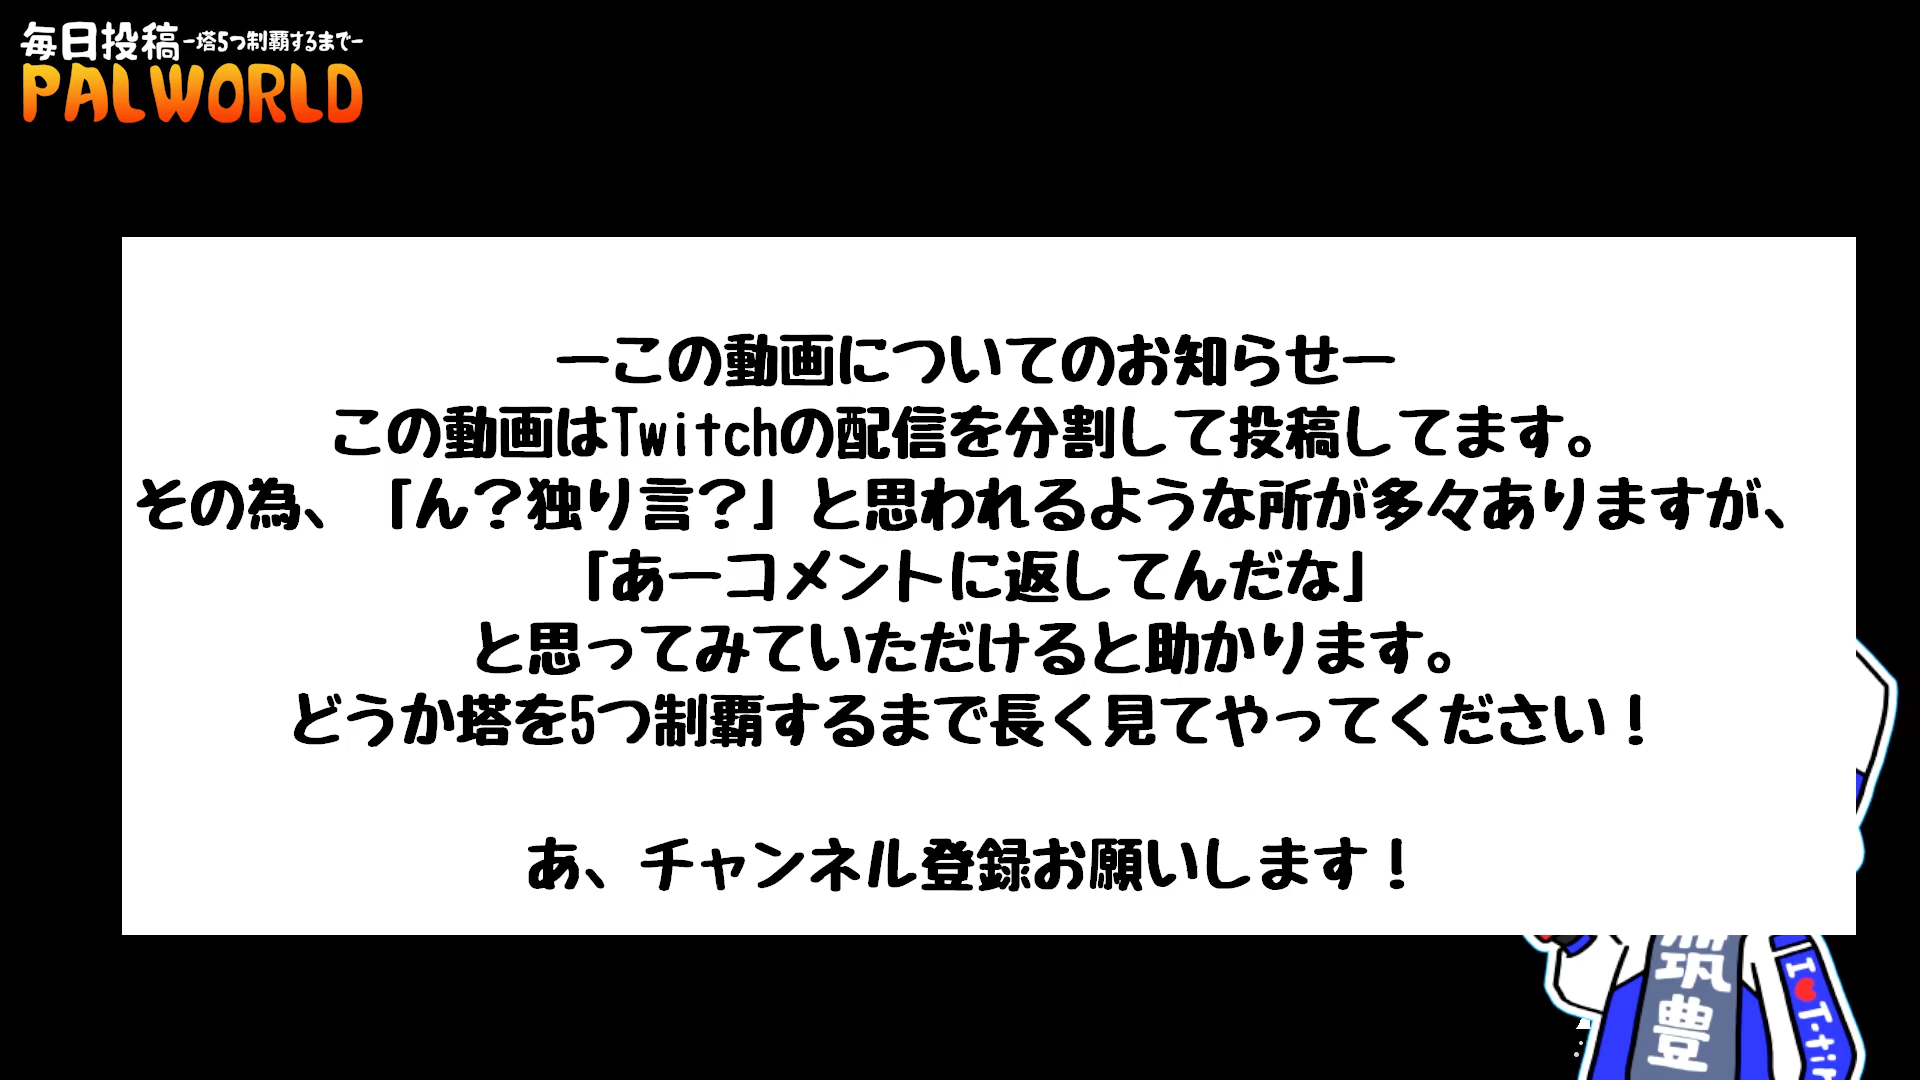 毎日投稿-塔5つ制覇するまで-
PALWORLD
ーこの動画についてのお知らせー
この動画はTwitchの配信を分割して投稿してます。
その為、「ん？独り言？」と思われるような所が多々ありますが、
「あーコメントに返してんだな」
と思ってみていただけると助かります。
どうか塔を5つ制覇するまで長く見てやってください！
あ、チャンネル登録お願いします！
筑豊
I♥T.tir